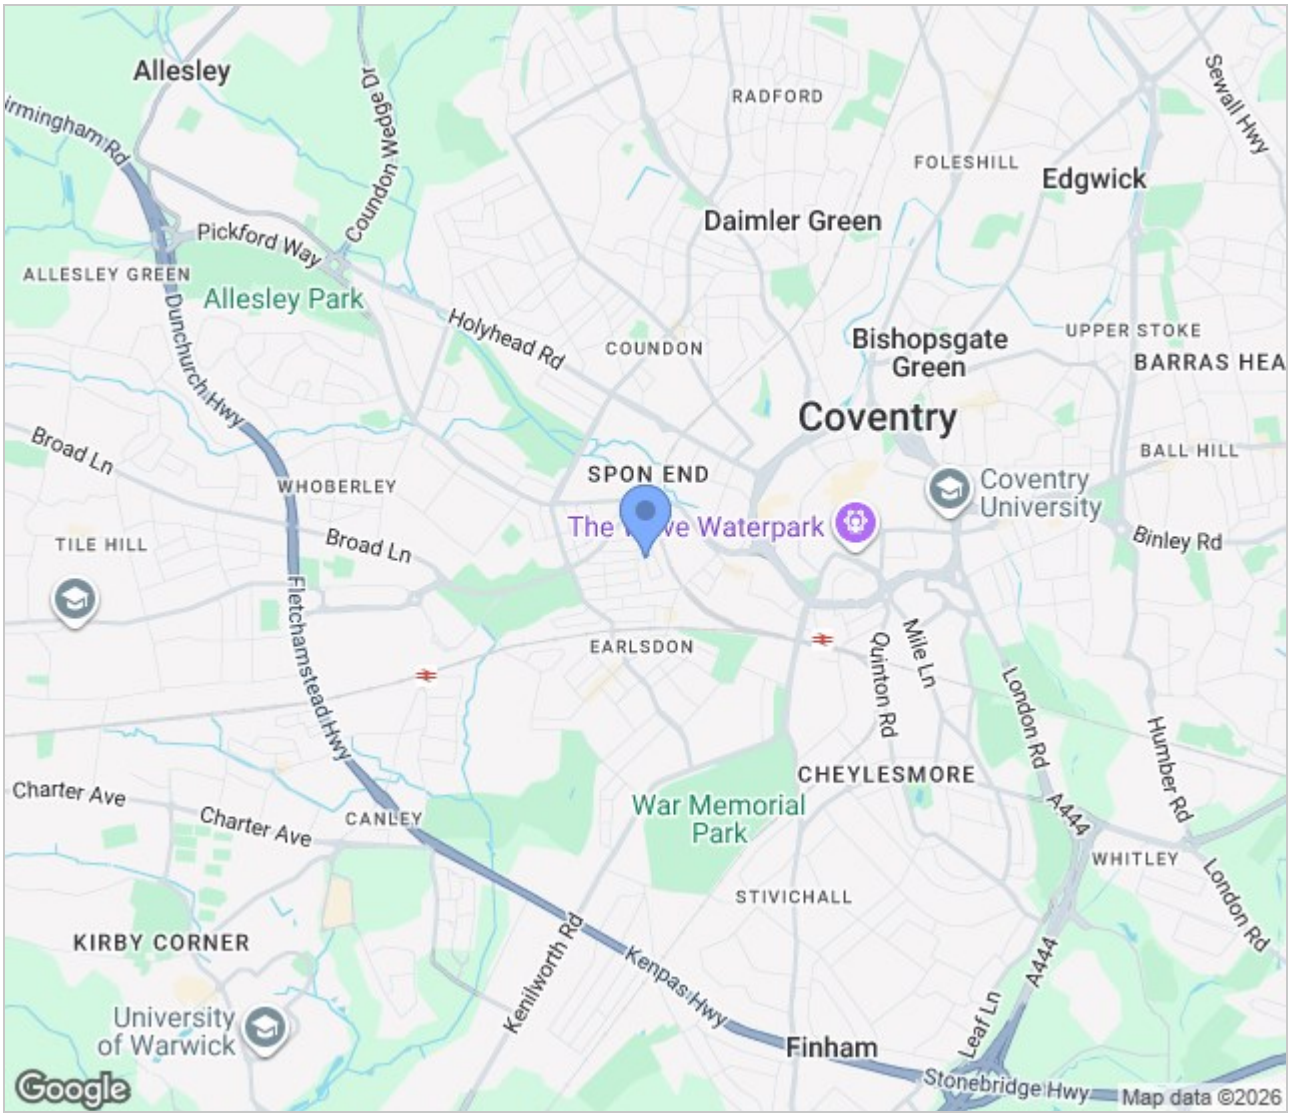 Allesley
Coundon Wedge Dr
Sewall Hwy
RADFORD
irmingham Rd
FOLESHILL
Edgwick
Daimler Green
Pickford Way
ALLESLEY GREEN
Allesley Park
Dunchurch Hwy
Holyhead Rd
COUNDON
Bishopsgate
Green
UPPER STOKE
BARRAS HEA
Coventry
Broad Ln
WHOBERLEY
SPON END
BALL HILL
Coventry
University
The
ve Waterpark
Binley Rd
TILE HILL
Broad Ln
Fletchamstead Hwy
EARLSDON
Mile Ln
Quinton Rd
London Rd
Humber Rd
CHEYLESMORE
Charter Ave
Charter Ave
CANLEY
War Memorial
Park
A444
WHITLEY
STIVICHALL
London Rd
KIRBY CORNER
Kenilworth Rd
Kenpas Hwy
A444
University
of Warwick
Leaf Ln
Finham
Stonebridge Hwy
Google
Map data ©2026